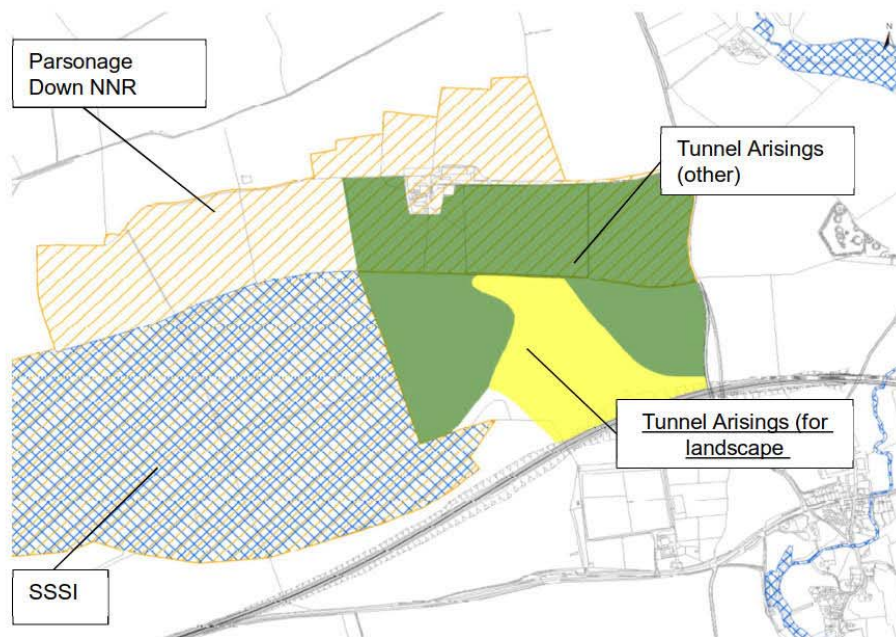 N
Parsonage
Down NNR
Tunnel Arisings
(other)
Tunnel Arisings (for
landscape
SSSI